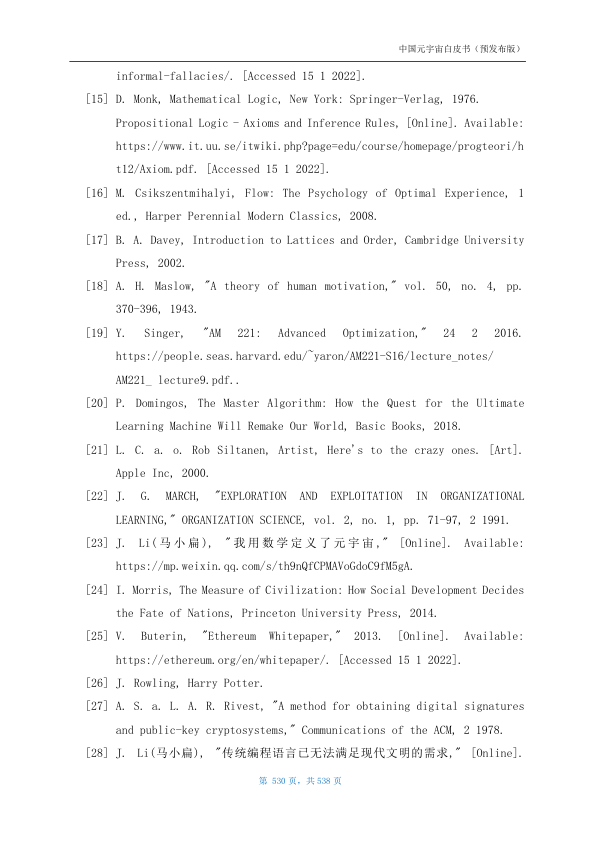 中国元宇宙白皮书（预发布版）
informal-fallacies/. [Accessed 15 1 2022].
[15] D. Monk, Mathematical Logic, New York: Springer-Verlag, 1976.
Propositional Logic - Axioms and Inference Rules, [Online]. Available:
https://www.it.uu.se/itwiki.php?page=edu/course/homepage/progteori/h
t12/Axiom.pdf. [Accessed 15 1 2022].
[16] M. Csikszentmihalyi, Flow: The Psychology of Optimal Experience, 1
ed., Harper Perennial Modern Classics, 2008.
[17] B. A. Davey, Introduction to Lattices and Order, Cambridge University
Press, 2002.
[18] A. H. Maslow, "A theory of human motivation," vol. 50, no. 4, pp.
370-396, 1943.
[19] Y. Singer, "AM 221: Advanced Optimization," 24 2 2016.
https://people.seas.harvard.edu/~yaron/AM221-S16/lecture_notes/
AM221_ lecture9.pdf..
[20] P. Domingos, The Master Algorithm: How the Quest for the Ultimate
Learning Machine Will Remake Our World, Basic Books, 2018.
[21] L. C. a. o. Rob Siltanen, Artist, Here's to the crazy ones. [Art].
Apple Inc, 2000.
[22] J. G. MARCH, "EXPLORATION AND EXPLOITATION IN ORGANIZATIONAL
LEARNING," ORGANIZATION SCIENCE, vol. 2, no. 1, pp. 71-97, 2 1991.
[23] J. Li(马小扁), "我用数学定义了元宇宙," [Online]. Available:
https://mp.weixin.qq.com/s/th9nQfCPMAVoGdoC9fM5gA.
[24] I. Morris, The Measure of Civilization: How Social Development Decides
the Fate of Nations, Princeton University Press, 2014.
[25] V. Buterin, "Ethereum Whitepaper," 2013. [Online]. Available:
https://ethereum.org/en/whitepaper/. [Accessed 15 1 2022].
[26] J. Rowling, Harry Potter.
[27] A. S. a. L. A. R. Rivest, "A method for obtaining digital signatures
and public-key cryptosystems," Communications of the ACM, 2 1978.
[28] J. Li(马小扁), "传统编程语言已无法满足现代文明的需求," [Online].
第 530 页，共 538 页